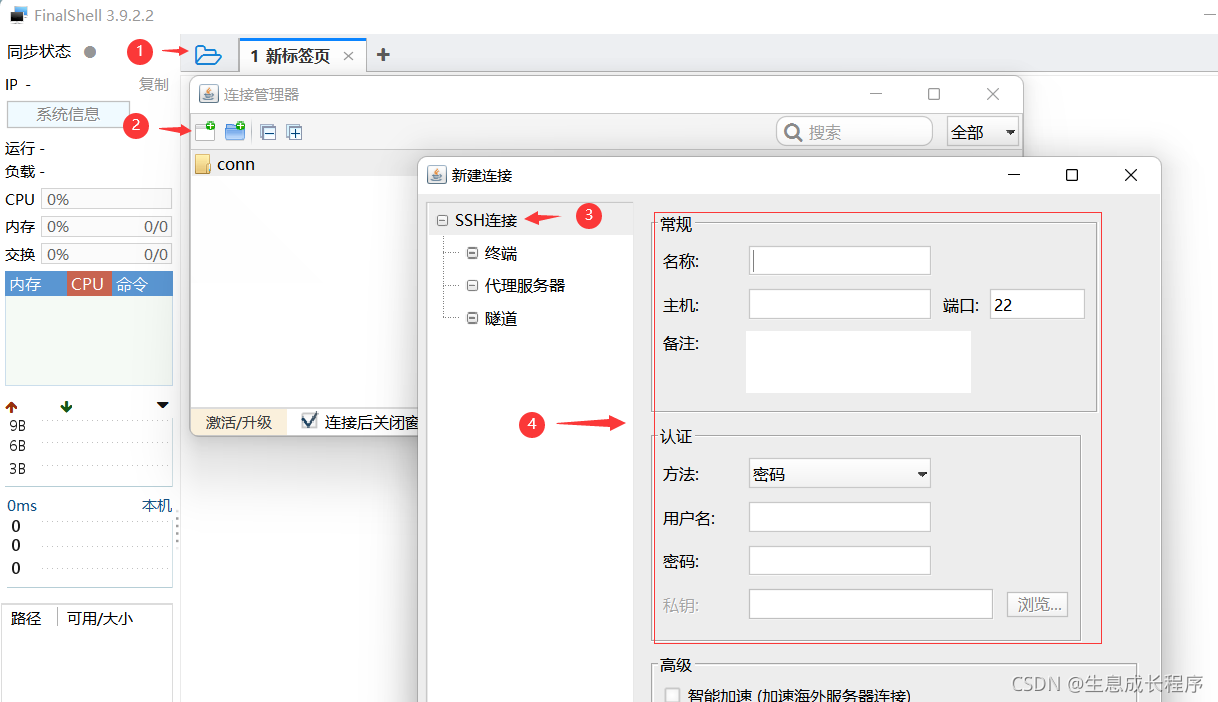 FinalShell 3.9.2.2
同步状态
1
1 新标签页
IP -
复制
系统信息
2
运行 -
负载 -
CPU 0%
内存 0% 0/0
交换 0% 0/0
内存 CPU 命令
9B
6B
3B
0ms 本机
0
0
0
路径 可用/大小
连接管理器
搜索
全部
conn
激活/升级
连接后关闭窗
新建连接
SSH连接
3
终端
代理服务器
隧道
4
常规
名称:
主机:
端口: 22
备注:
认证
方法: 密码
用户名:
密码:
私钥:
浏览...
高级
智能加速 (加速海外服务器连接)
CSDN @生息成长程序